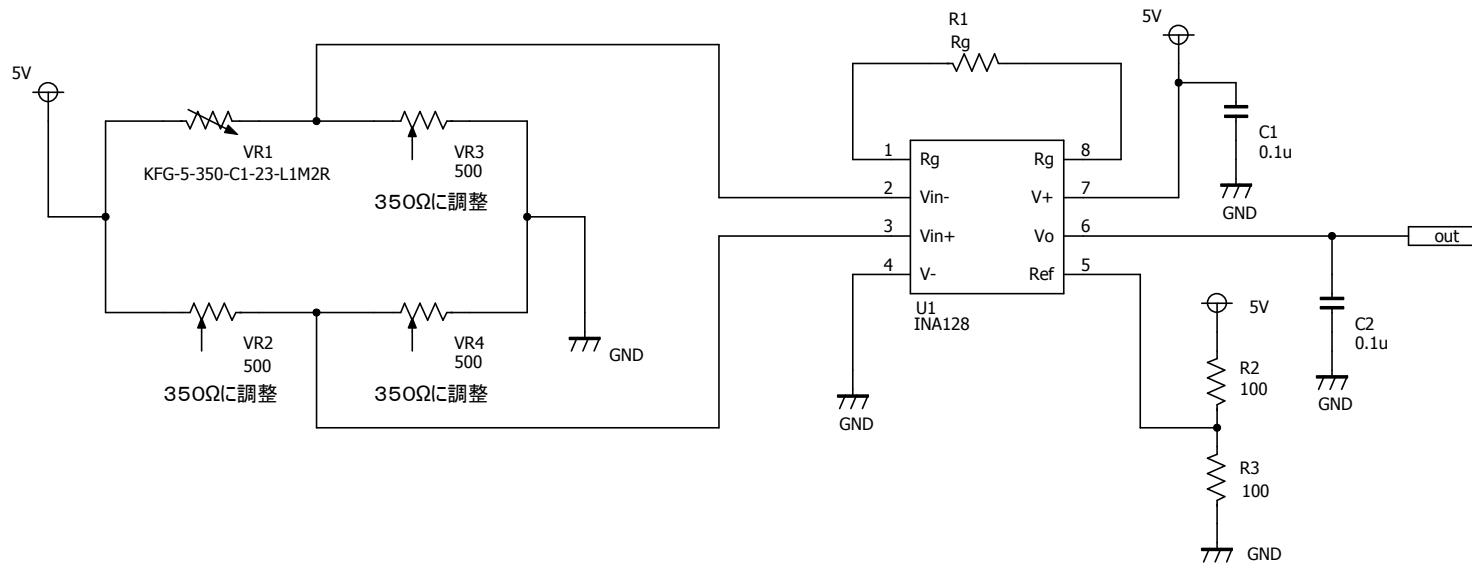 R1
Rg
5V
5V
VR1
KFG-5-350-C1-23-L1M2R
VR3
500
350Ωに調整
C1
0.1u
GND
1 Rg Rg 8
2 Vin- V+ 7
3 Vin+ Vo 6
4 V- Ref 5
out
U1
INA128
5V
VR2
500
350Ωに調整
VR4
500
350Ωに調整
GND
C2
0.1u
GND
R2
100
GND
R3
100
GND